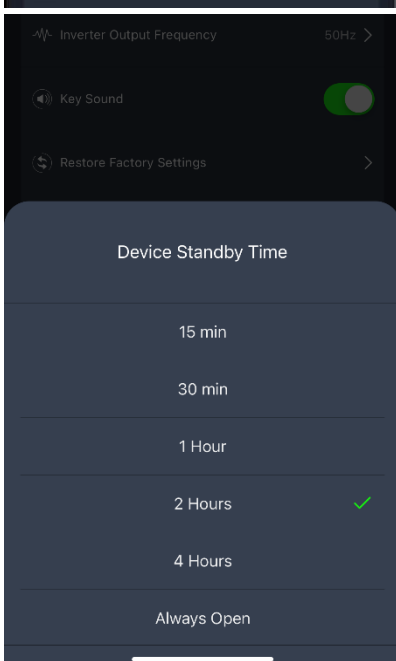 Inverter Output Frequency 50Hz
Key Sound
Restore Factory Settings
Device Standby Time
15 min
30 min
1 Hour
2 Hours
4 Hours
Always Open